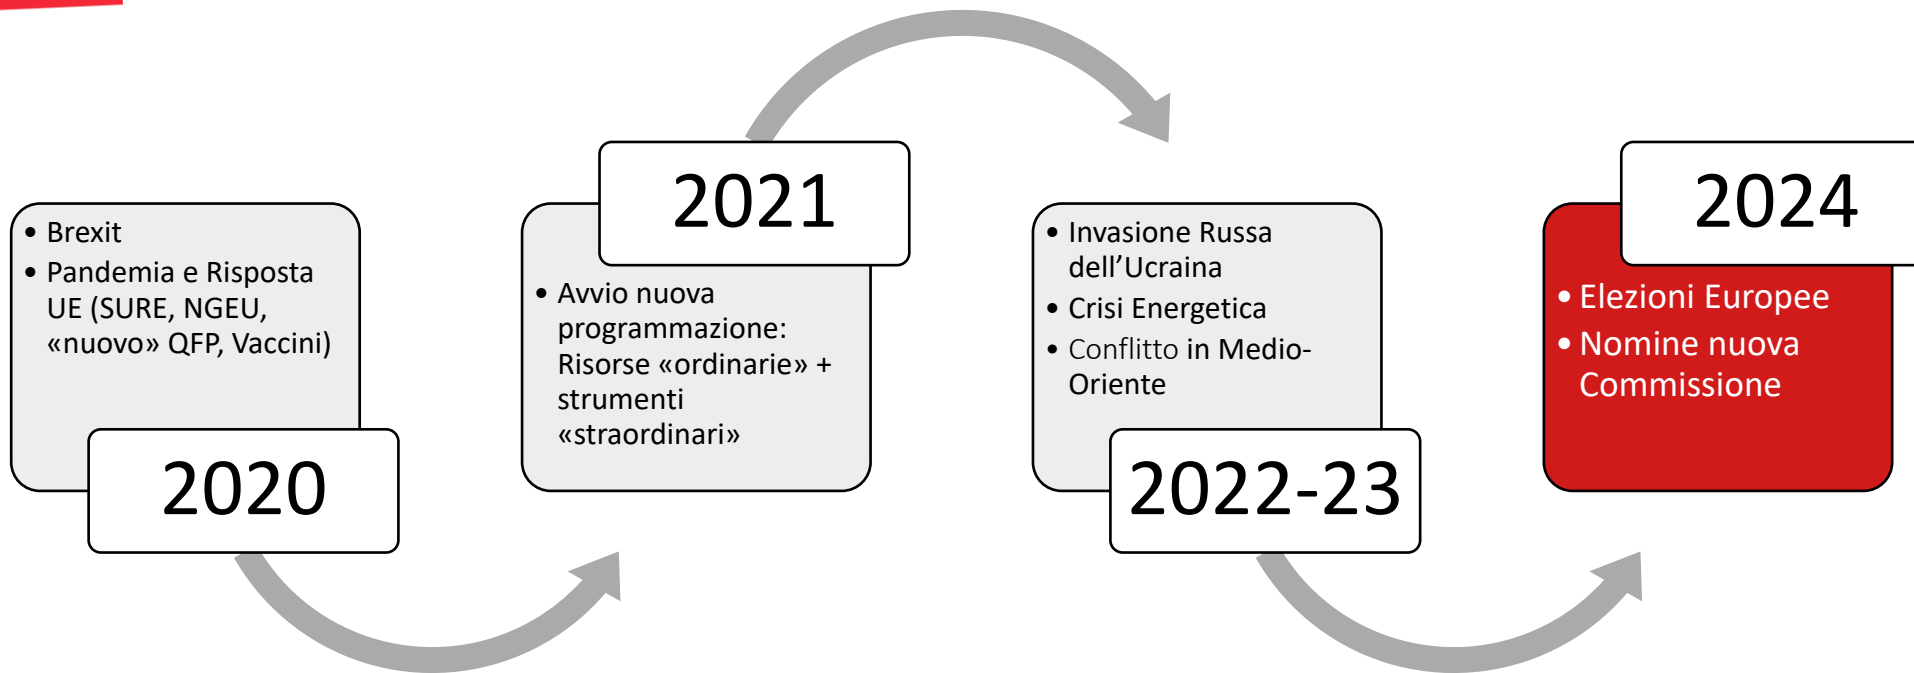 • Brexit
• Pandemia e Risposta
UE (SURE, NGEU,
«nuovo» QFP, Vaccini)
2020
2021
• Avvio nuova
programmazione:
Risorse «ordinarie» +
strumenti
«straordinari»
• Invasione Russa
dell’Ucraina
• Crisi Energetica
• Conflitto in Medio-
Oriente
2022-23
2024
• Elezioni Europee
• Nomine nuova
Commissione